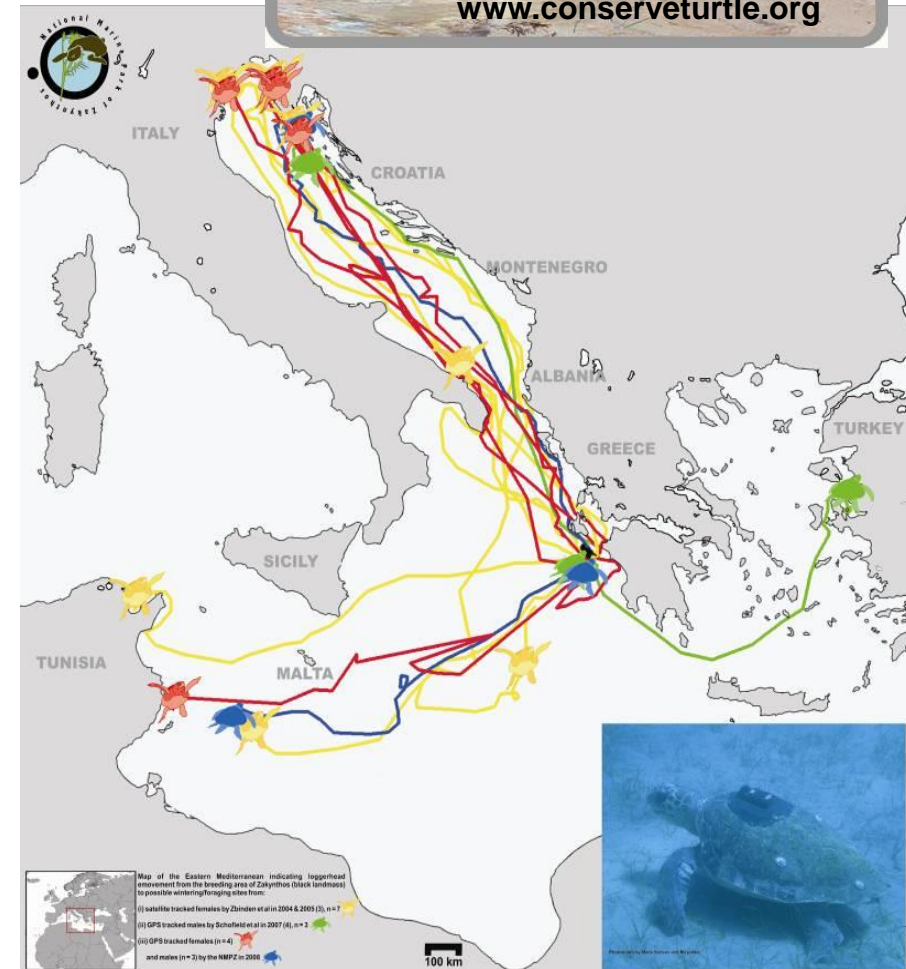 www.conserveturtle.org
National Marine Park of Zakynthos
ITALY
CROATIA
MONTENEGRO
ALBANIA
TURKEY
GREECE
SICILY
TUNISIA
MALTA
Map of the Eastern Mediterranean indicating loggerhead
emovement from the breeding area of Zakynthos (black landmass)
to possible wintering/foraging sites from:
(i) satellite tracked females by Zbinden et al in 2004 & 2005 (3), n = 7
(ii) GPS tracked males by Schofield et al in 2007 (4), n = 3
(iii) GPS tracked females (n = 4)
and males (n = 3) by the NMPZ in 2008
100 km